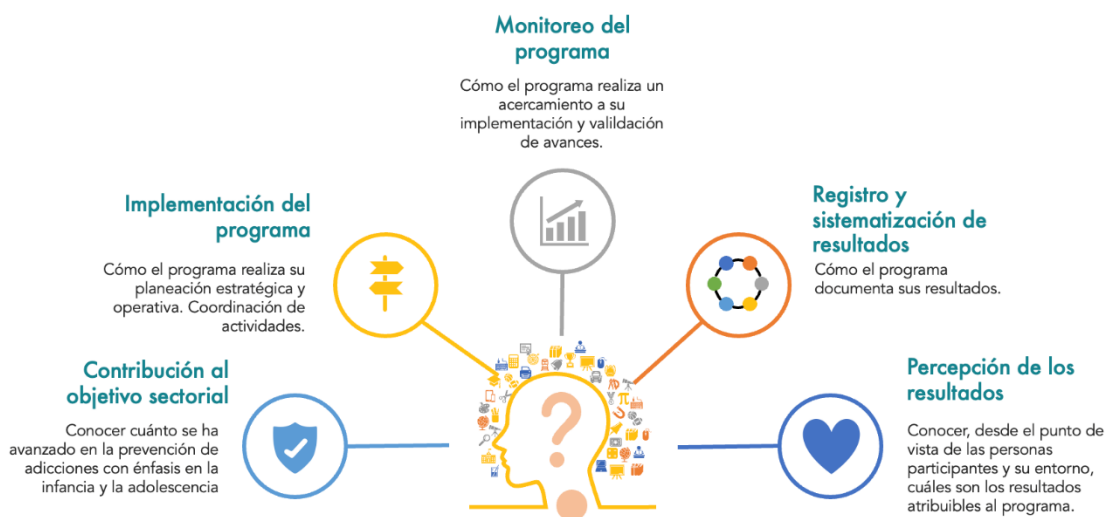 Monitoreo del
programa
Cómo el programa realiza un
acercamiento a su
implementación y valildación
de avances.
Implementación del
programa
Cómo el programa realiza su
planeación estratégica y
operativa. Coordinación de
actividades.
Registro y
sistematización de
resultados
Cómo el programa
documenta sus resultados.
Contribución al
objetivo sectorial
Conocer cuánto se ha
avanzado en la prevención de
adicciones con énfasis en la
infancia y la adolescencia
Percepción de los
resultados
Conocer, desde el punto de
vista de las personas
participantes y su entorno,
cuáles son los resultados
atribuibles al programa.
?